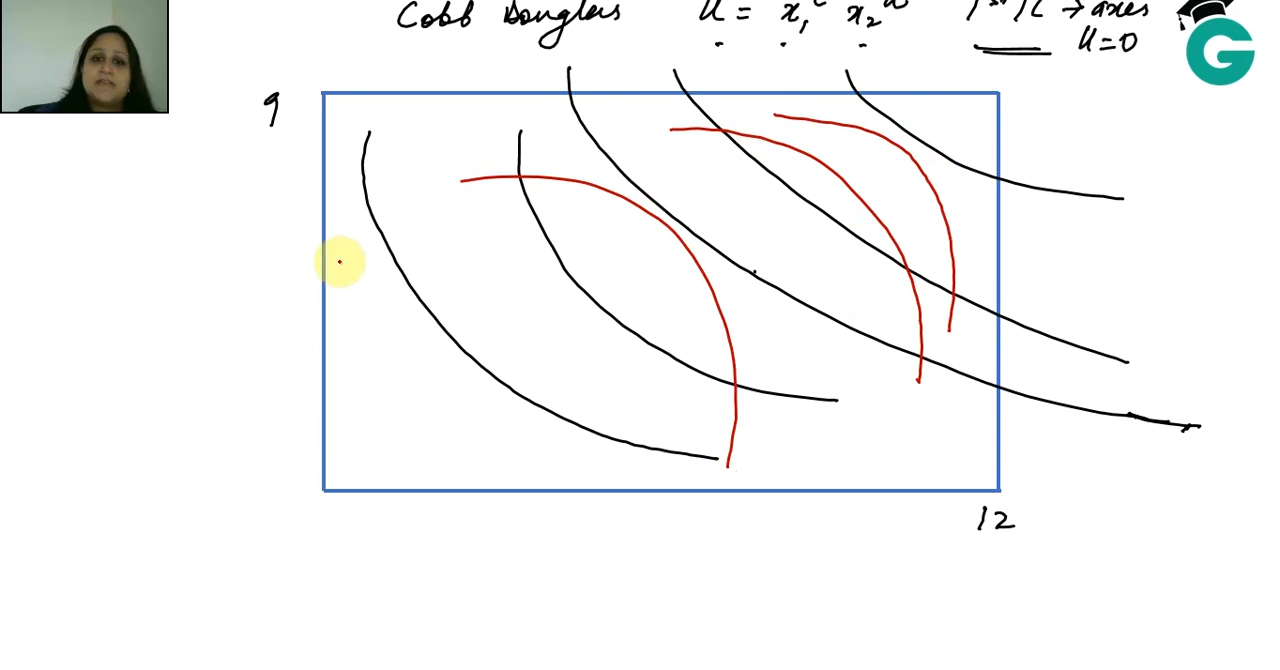 Cobb Douglas U = x₁ x₂ → axes
U=0
9
12
G